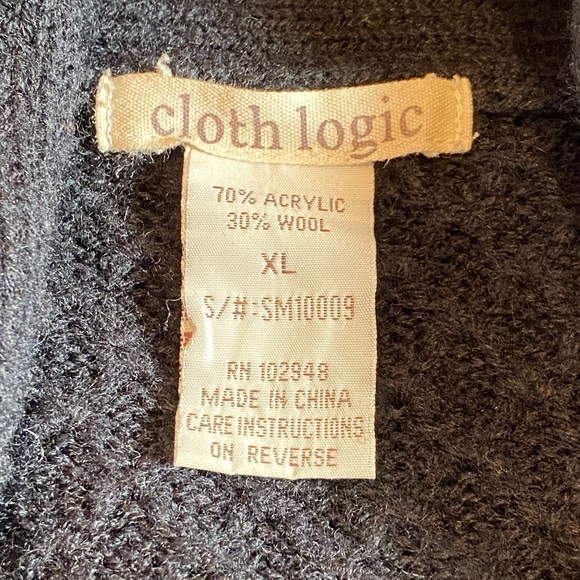 cloth logic
70% ACRYLIC
30% WOOL
XL
S/#:SM10009
RN 102948
MADE IN CHINA
CARE INSTRUCTIONS
ON REVERSE